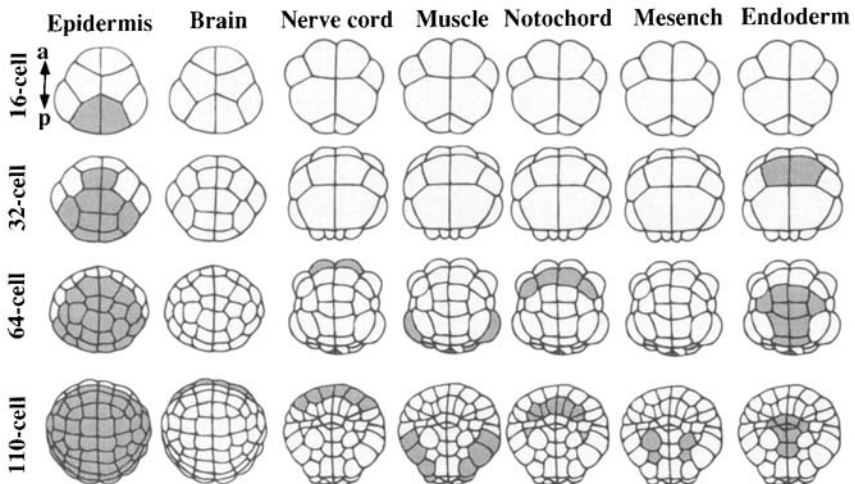 Epidermis Brain Nerve cord Muscle Notochord Mesench Endoderm
16-cell
a
p
32-cell
64-cell
110-cell